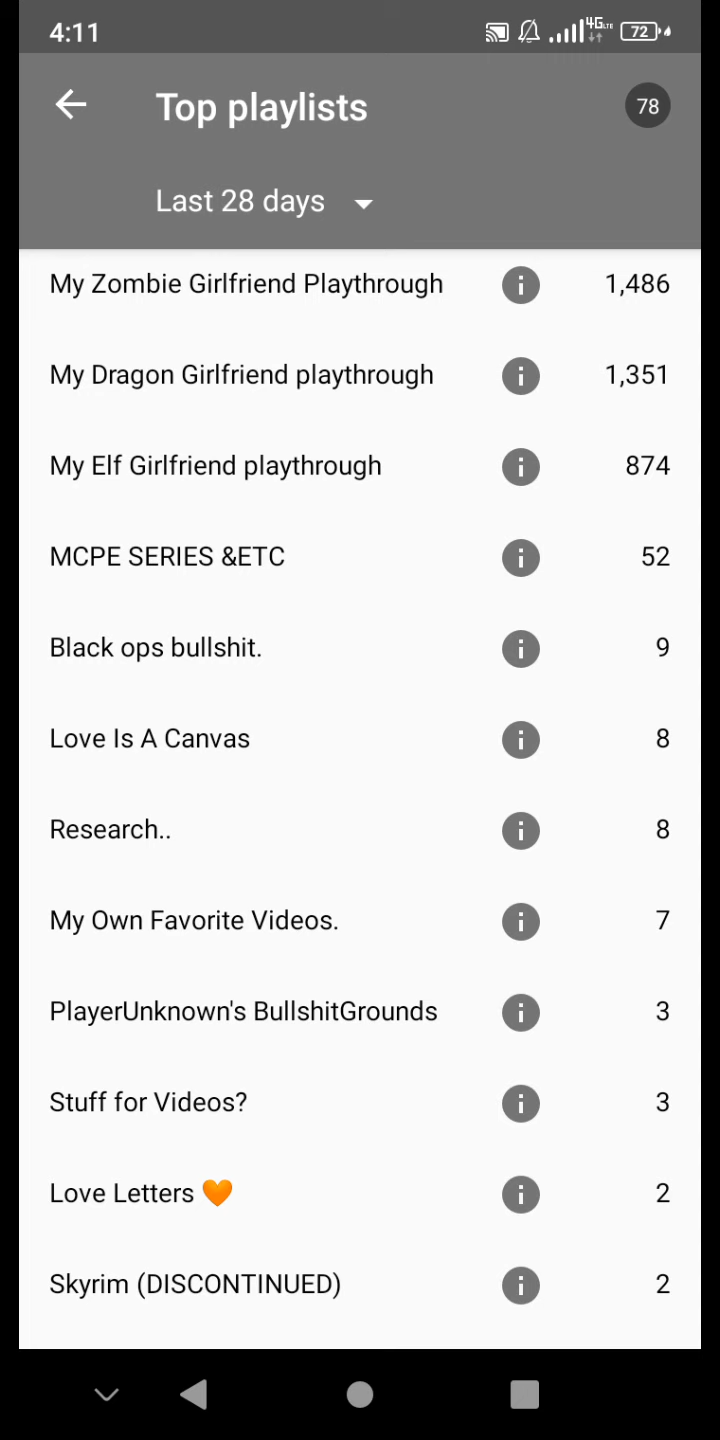 4:11
4G LTE
72
Top playlists
78
Last 28 days
My Zombie Girlfriend Playthrough 1,486
My Dragon Girlfriend playthrough 1,351
My Elf Girlfriend playthrough 874
MCPE SERIES &ETC 52
Black ops bullshit. 9
Love Is A Canvas 8
Research.. 8
My Own Favorite Videos. 7
PlayerUnknown's BullshitGrounds 3
Stuff for Videos? 3
Love Letters 🧡 2
Skyrim (DISCONTINUED) 2